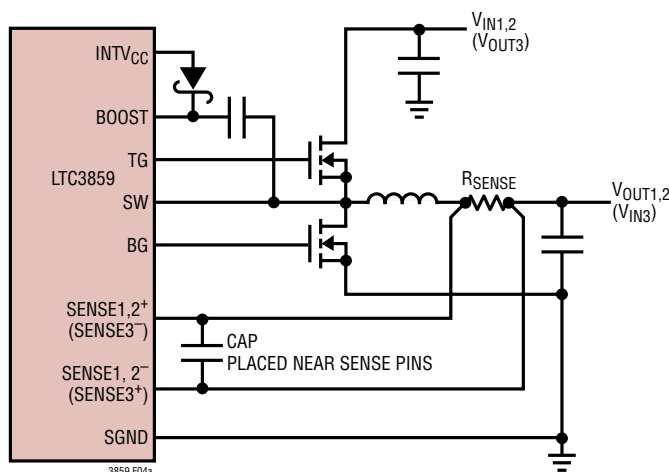 LTC3859
INTVCC
BOOST
TG
SW
BG
SENSE1,2+
(SENSE3–)
SENSE1, 2–
(SENSE3+)
SGND
VIN1,2
(VOUT3)
RSENSE
VOUT1,2
(VIN3)
CAP
PLACED NEAR SENSE PINS
3859 F04a